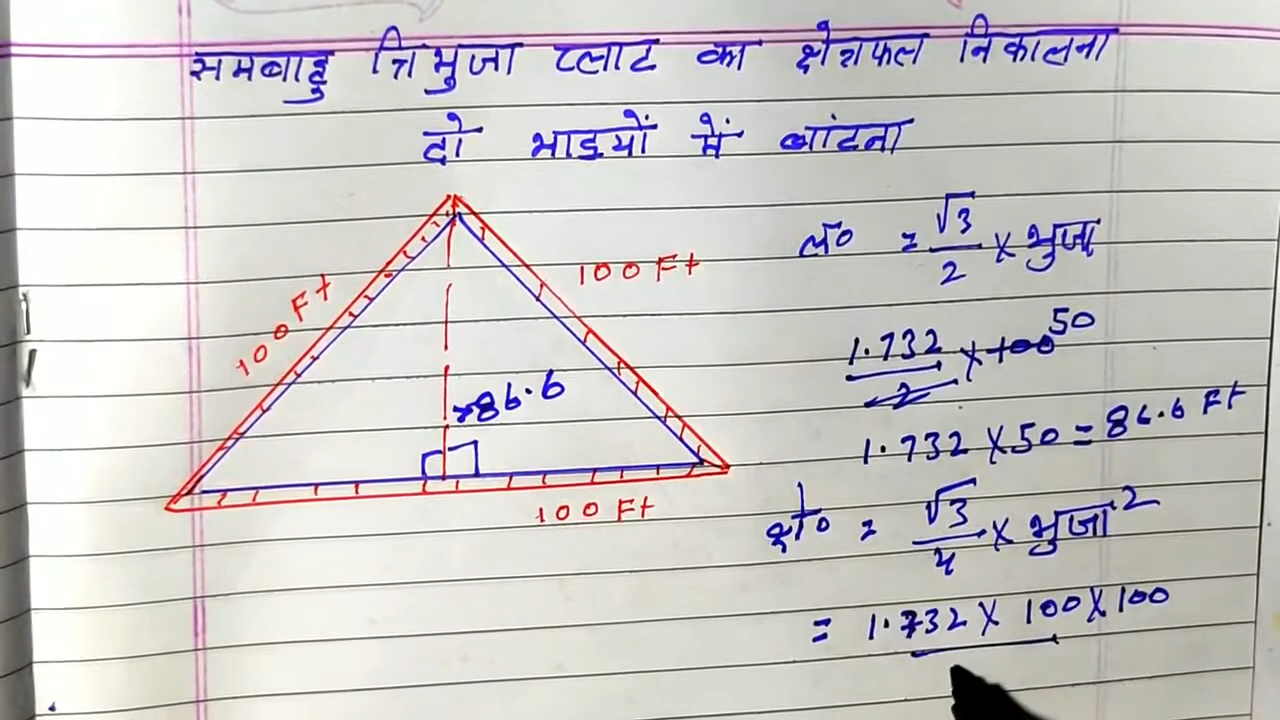 समबाहु त्रिभुजा प्लाट का क्षेत्रफल निकालना
दो भाइयों में बांटना
100 Ft
100 Ft
86.6
100 Ft
ल० = √3/2 × भुजा
1.732/2 × 100 50
1.732 × 50 = 86.6 Ft
क्षे० = √3/4 × भुजा²
= 1.732 × 100 × 100